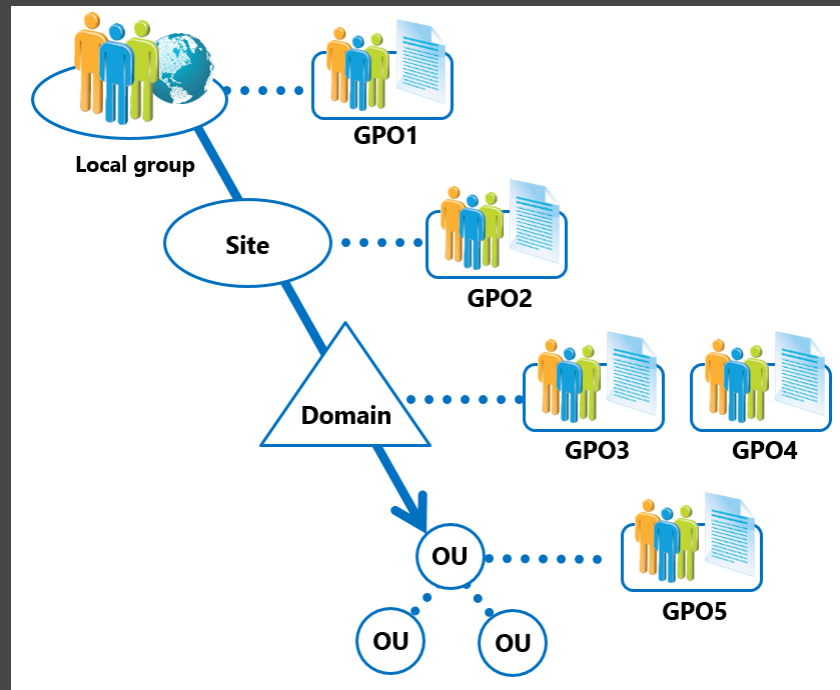 GPO1
Local group
Site
GPO2
Domain
GPO3
GPO4
OU
GPO5
OU
OU